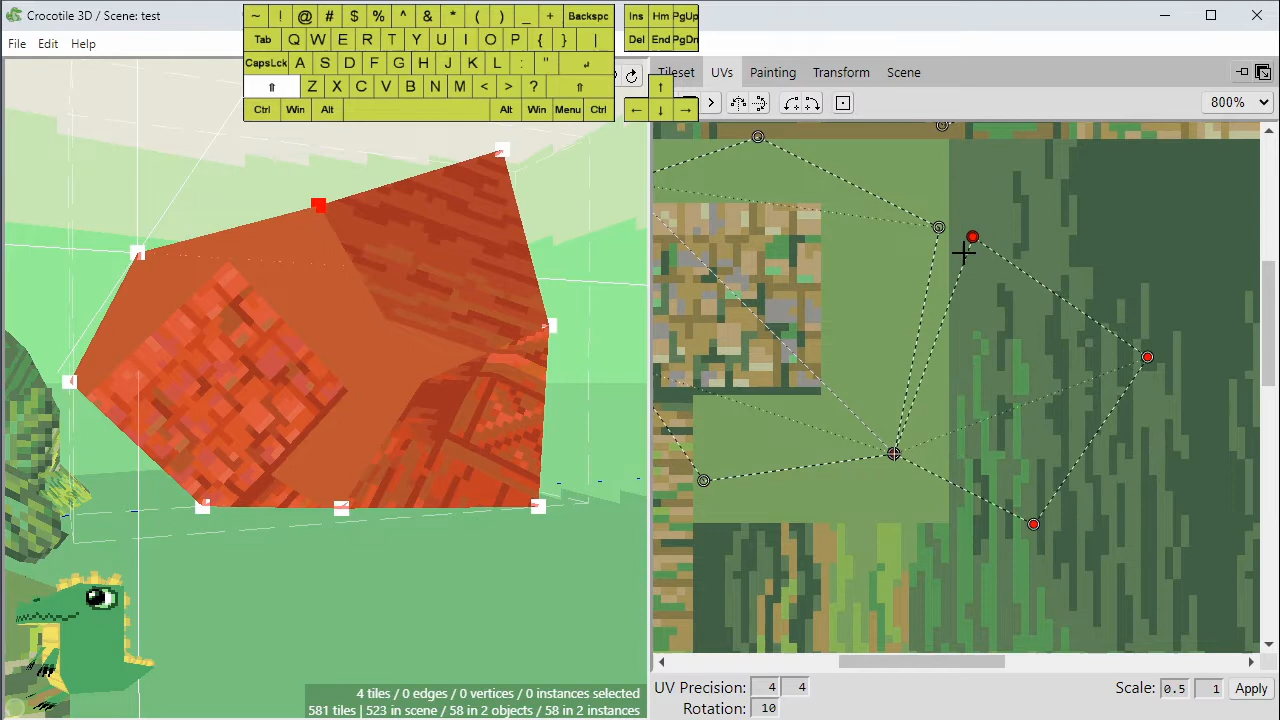 Crocotile 3D / Scene: test
File Edit Help
~ ! @ # $ % ^ & * ( ) _ + Backspc
Ins Hm PgUp
Tab Q W E R T Y U I O P { } |
Del End PgDn
CapsLck A S D F G H J K L : " ↲
⇧ Z X C V B N M < > ? ⇧ ↑
Ctrl Win Alt Alt Win Menu Ctrl ← ↓ →
Tileset UVs Painting Transform Scene
800%
4 tiles / 0 edges / 0 vertices / 0 instances selected
581 tiles | 523 in scene / 58 in 2 objects / 58 in 2 instances
UV Precision: 4 4
Rotation: 10
Scale: 0.5 1 Apply